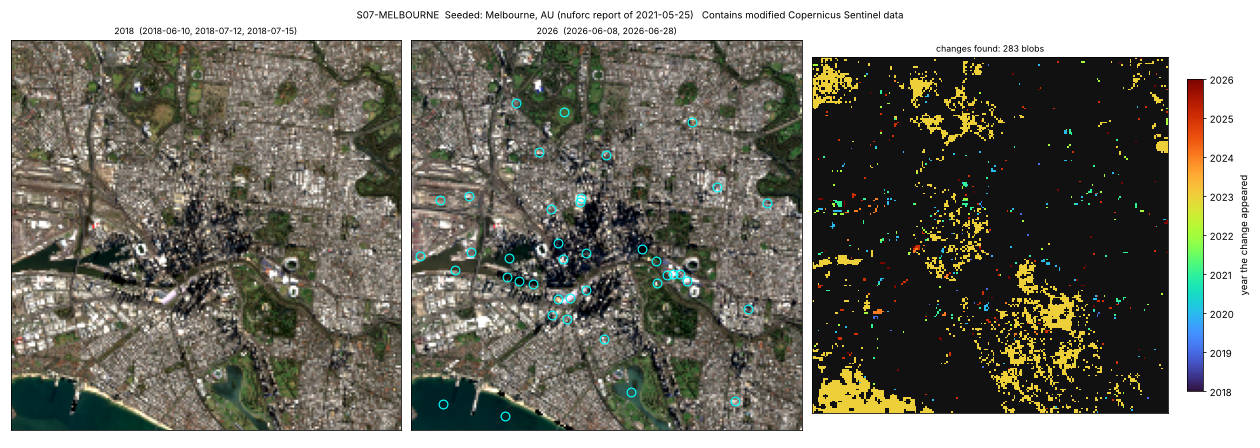 S07-MELBOURNE  Seeded: Melbourne, AU (nuforc report of 2021-05-25)   Contains modified Copernicus Sentinel data
2018  (2018-06-10, 2018-07-12, 2018-07-15)
2026  (2026-06-08, 2026-06-28)
changes found: 283 blobs
2026
2025
2024
2023
2022
2021
2020
2019
2018
year the change appeared